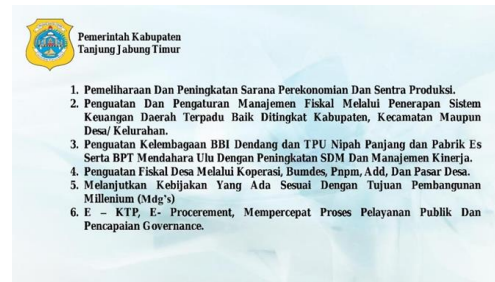 Pemerintah Kabupaten
Tanjung Jabung Timur
1. Pemeliharaan Dan Peningkatan Sarana Perekonomian Dan Sentra Produksi.
2. Penguatan Dan Pengaturan Manajemen Fiskal Melalui Penerapan Sistem
Keuangan Daerah Terpadu Baik Ditingkat Kabupaten, Kecamatan Maupun
Desa/ Kelurahan.
3. Penguatan Kelembagaan BBI Dendang dan TPU Nipah Panjang dan Pabrik Es
Serta BPT Mendahara Ulu Dengan Peningkatan SDM Dan Manajemen Kinerja.
4. Penguatan Fiskal Desa Melalui Koperasi, Bumdes, Pnpm, Add, Dan Pasar Desa.
5. Melanjutkan Kebijakan Yang Ada Sesuai Dengan Tujuan Pembangunan
Millenium (Mdg's)
6. E – KTP, E- Procerement, Mempercepat Proses Pelayanan Publik Dan
Pencapaian Governance.